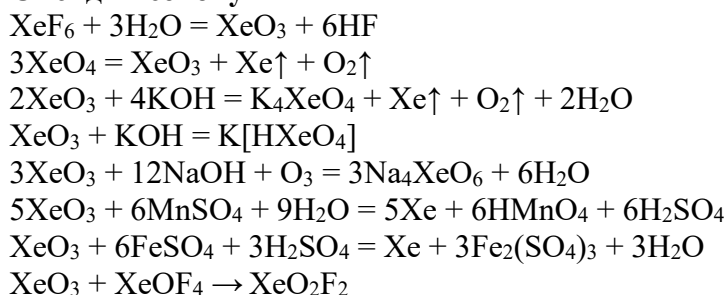 XeF₆ + 3H₂O = XeO₃ + 6HF
3XeO₄ = XeO₃ + Xe↑ + O₂↑
2XeO₃ + 4KOH = K₄XeO₄ + Xe↑ + O₂↑ + 2H₂O
XeO₃ + KOH = K[HXeO₄]
3XeO₃ + 12NaOH + O₃ = 3Na₄XeO₆ + 6H₂O
5XeO₃ + 6MnSO₄ + 9H₂O = 5Xe + 6HMnO₄ + 6H₂SO₄
XeO₃ + 6FeSO₄ + 3H₂SO₄ = Xe + 3Fe₂(SO₄)₃ + 3H₂O
XeO₃ + XeOF₄ → XeO₂F₂